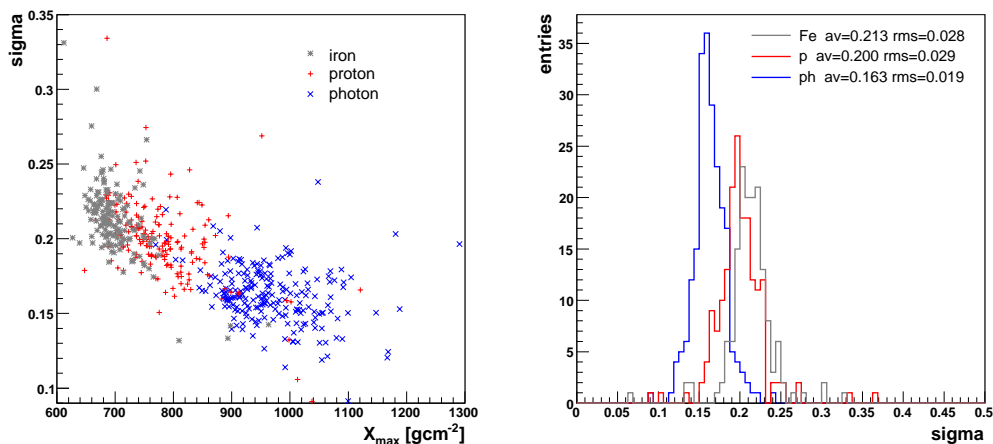 sigma
0.35
0.3
0.25
0.2
0.15
0.1
iron
proton
photon
600 700 800 900 1000 1100 1200 1300
X_max [gcm⁻²]
entries
35
30
25
20
15
10
5
0
Fe av=0.213 rms=0.028
p av=0.200 rms=0.029
ph av=0.163 rms=0.019
0 0.05 0.1 0.15 0.2 0.25 0.3 0.35 0.4 0.45 0.5
sigma